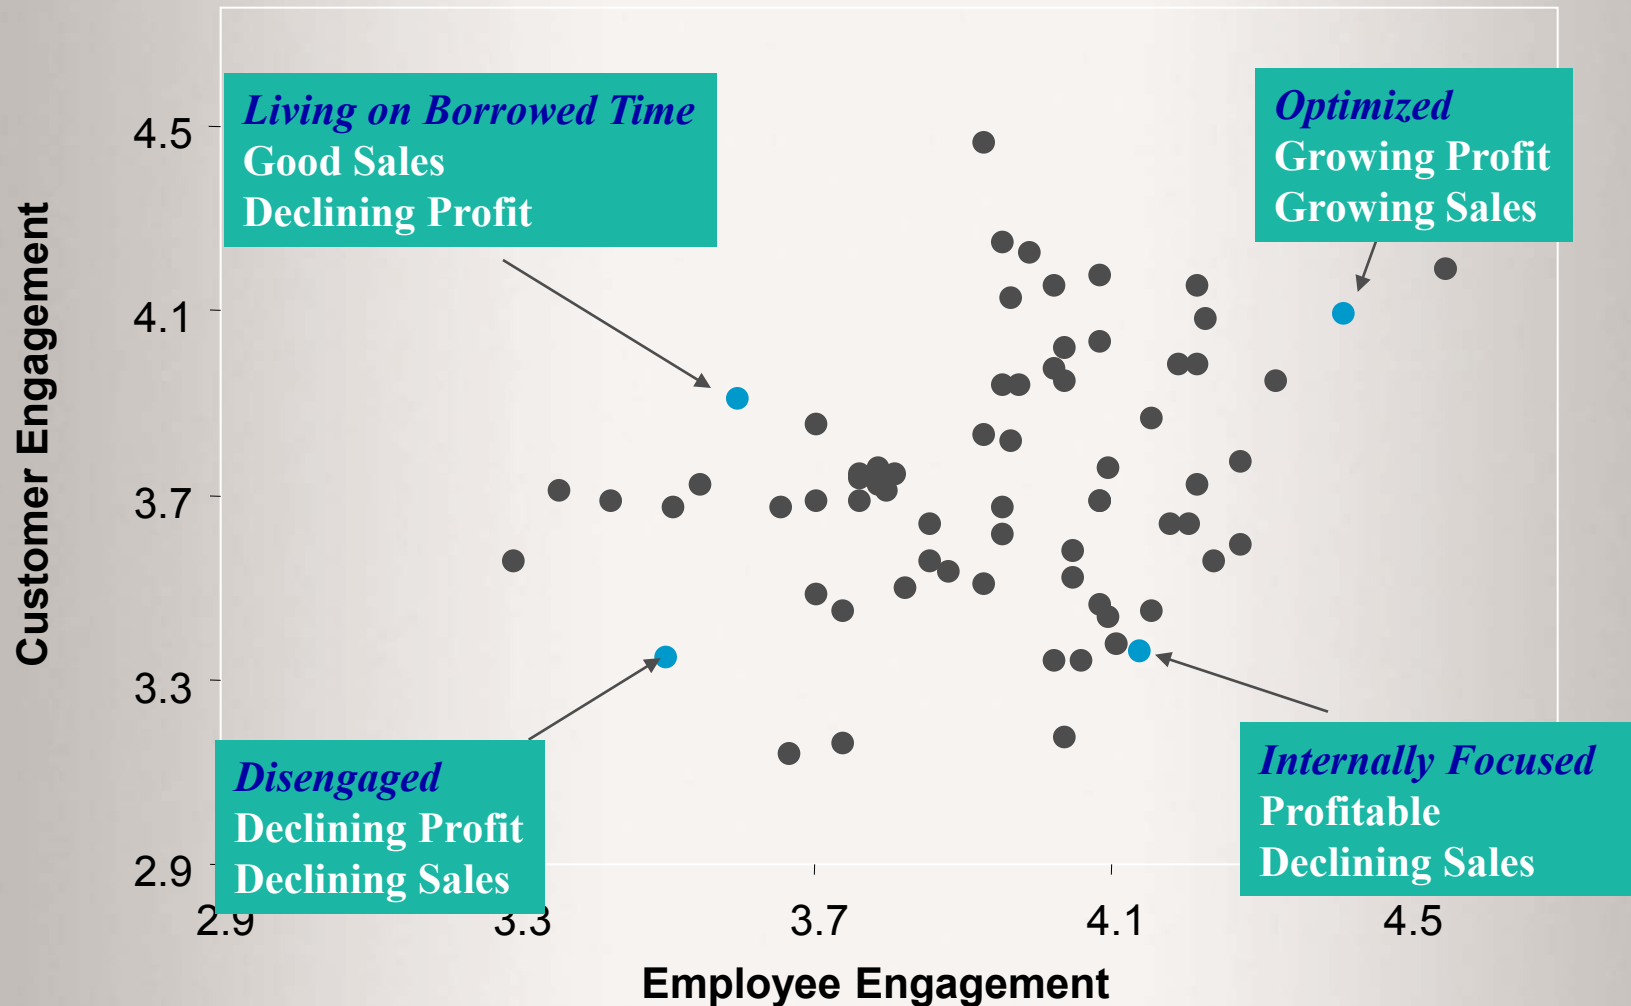 Living on Borrowed Time
Good Sales
Declining Profit
Optimized
Growing Profit
Growing Sales
4.5
4.1
3.7
3.3
2.9
Customer Engagement
Disengaged
Declining Profit
Declining Sales
Internally Focused
Profitable
Declining Sales
2.9
3.3
3.7
4.1
4.5
Employee Engagement